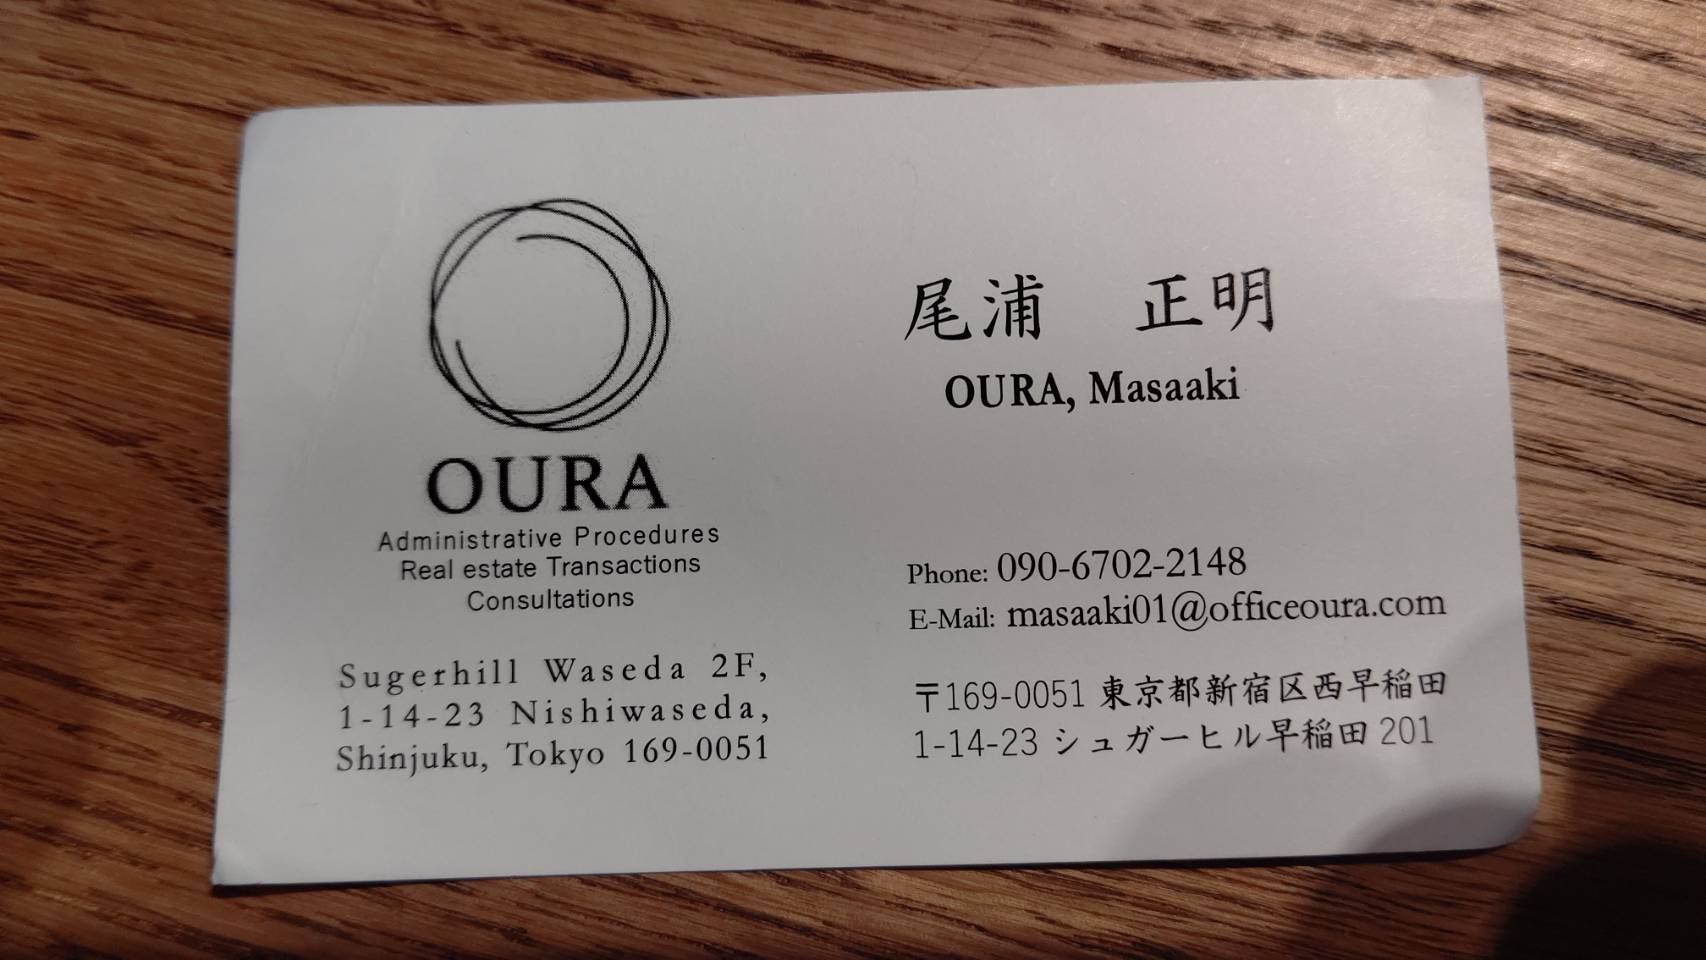 OURA
Administrative Procedures
Real estate Transactions
Consultations
Sugerhill Waseda 2F,
1-14-23 Nishiwaseda,
Shinjuku, Tokyo 169-0051
尾浦　正明
OURA, Masaaki
Phone: 090-6702-2148
E-Mail: masaaki01@officeoura.com
〒169-0051 東京都新宿区西早稲田
1-14-23 シュガーヒル早稲田 201